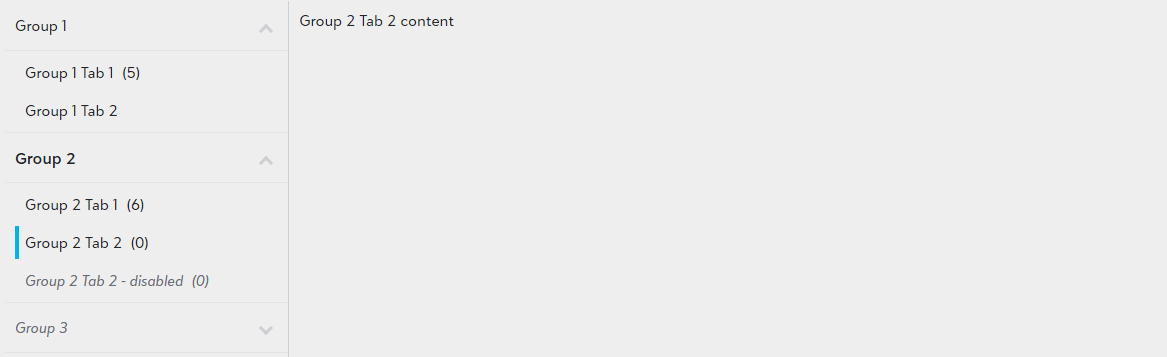 Group 1
Group 1 Tab 1 (5)
Group 1 Tab 2
Group 2
Group 2 Tab 1 (6)
Group 2 Tab 2 (0)
Group 2 Tab 2 - disabled (0)
Group 3
Group 2 Tab 2 content